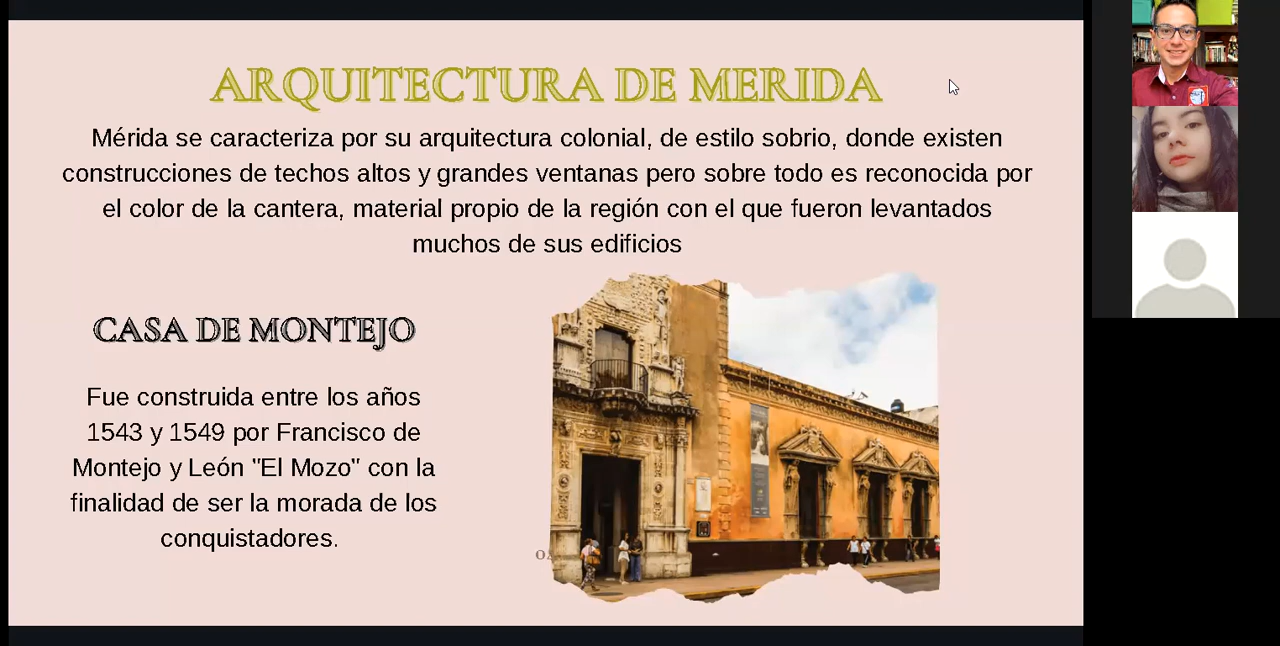 ARQUITECTURA DE MERIDA
Mérida se caracteriza por su arquitectura colonial, de estilo sobrio, donde existen
construcciones de techos altos y grandes ventanas pero sobre todo es reconocida por
el color de la cantera, material propio de la región con el que fueron levantados
muchos de sus edificios
CASA DE MONTEJO
Fue construida entre los años
1543 y 1549 por Francisco de
Montejo y León "El Mozo" con la
finalidad de ser la morada de los
conquistadores.